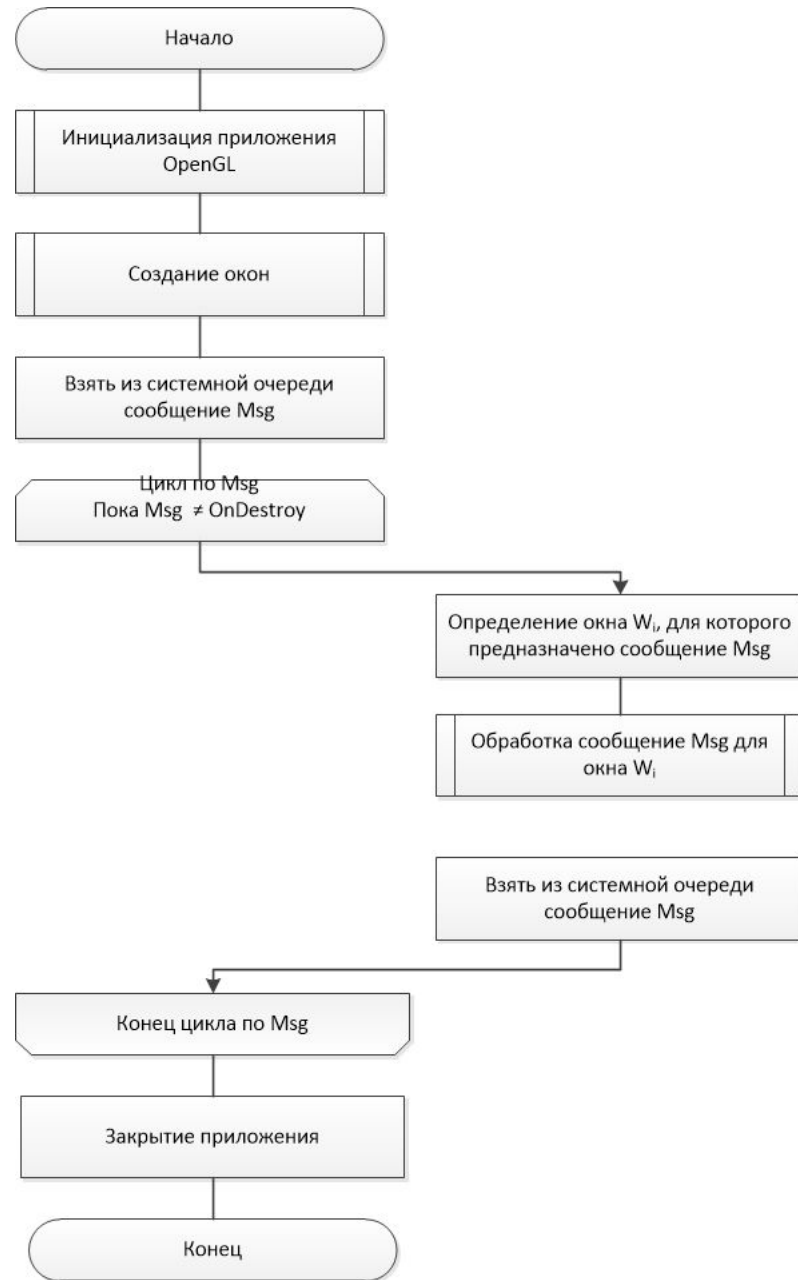 Начало
Инициализация приложения
OpenGL
Создание окон
Взять из системной очереди
сообщение Msg
Цикл по Msg
Пока Msg ≠ OnDestroy
Определение окна Wᵢ, для которого
предназначено сообщение Msg
Обработка сообщение Msg для
окна Wᵢ
Взять из системной очереди
сообщение Msg
Конец цикла по Msg
Закрытие приложения
Конец